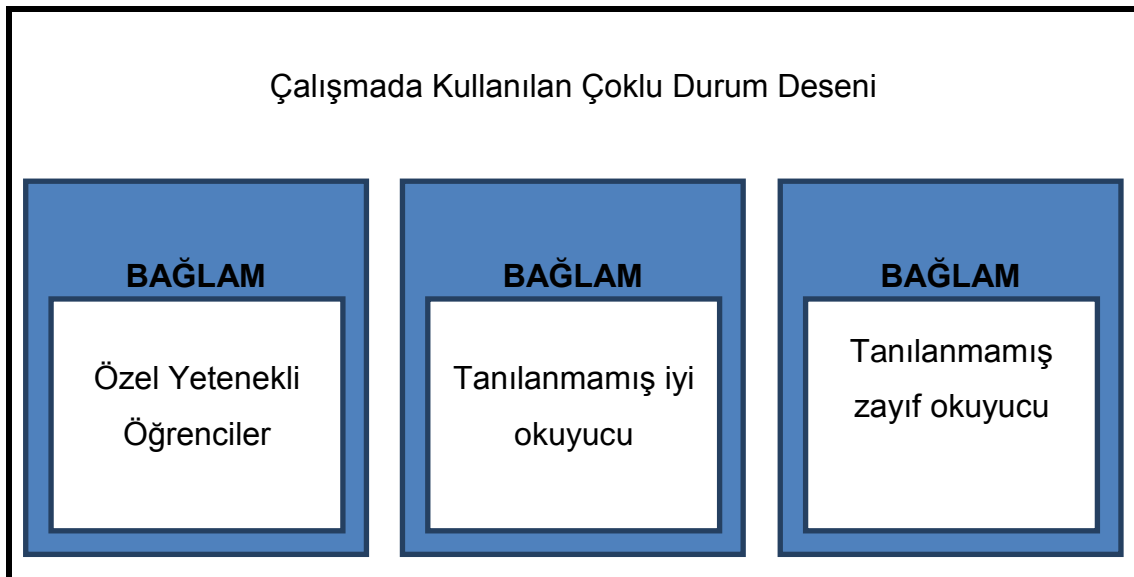 Çalışmada Kullanılan Çoklu Durum Deseni
BAĞLAM
Özel Yetenekli
Öğrenciler
BAĞLAM
Tanılanmamış iyi
okuyucu
BAĞLAM
Tanılanmamış
zayıf okuyucu